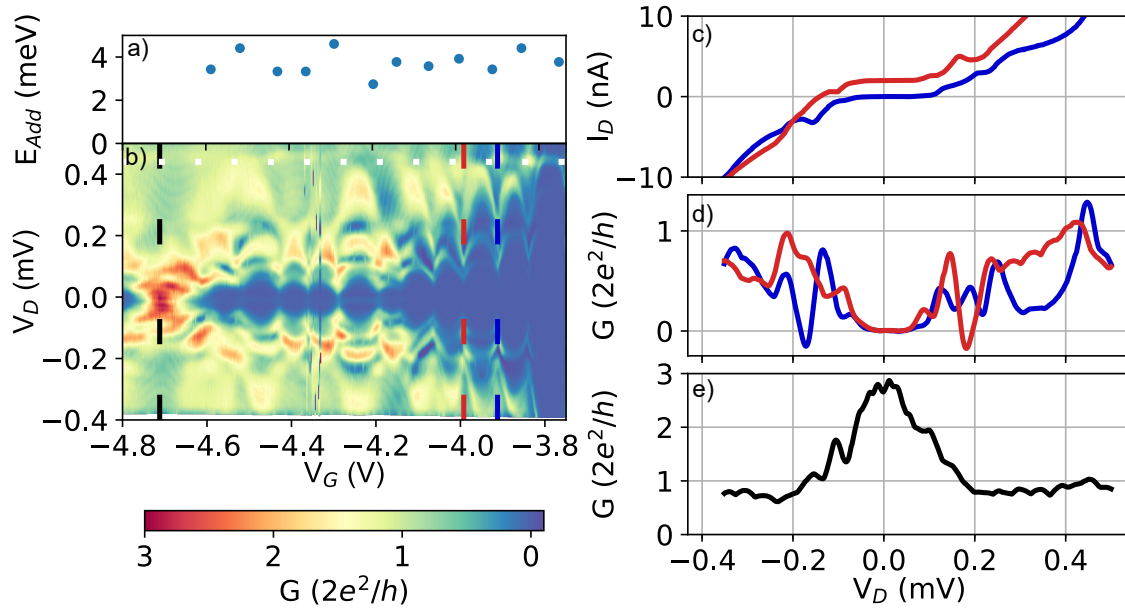 a)
E_Add (meV)
4
2
0
b)
V_D (mV)
0.4
0.2
0.0
−0.2
−0.4
−4.8
−4.6
−4.4
−4.2
−4.0
−3.8
V_G (V)
3
2
1
0
G (2e²/h)
c)
I_D (nA)
10
0
−10
d)
G (2e²/h)
1
0
e)
G (2e²/h)
3
2
1
0
−0.4
−0.2
0.0
0.2
0.4
V_D (mV)